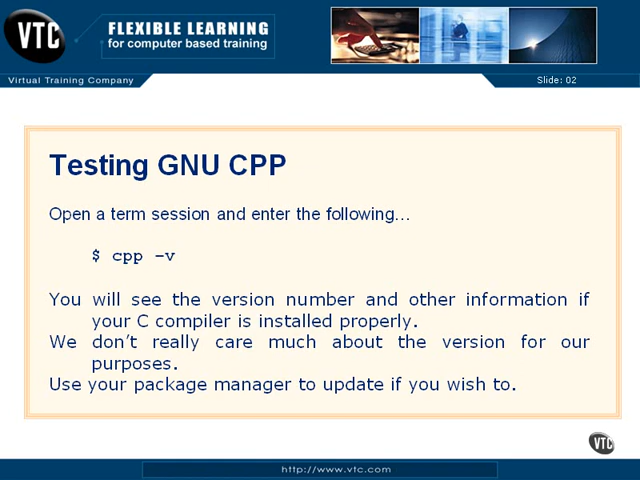 VTC
FLEXIBLE LEARNING
for computer based training
Virtual Training Company
Slide: 02
Testing GNU CPP
Open a term session and enter the following…
$ cpp –v
You will see the version number and other information if
your C compiler is installed properly.
We don’t really care much about the version for our
purposes.
Use your package manager to update if you wish to.
VTC
http://www.vtc.com